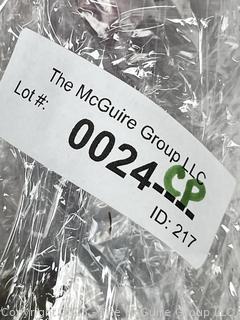 The McGuire Group LLC
Lot #:
0024-
CP
ID: 217